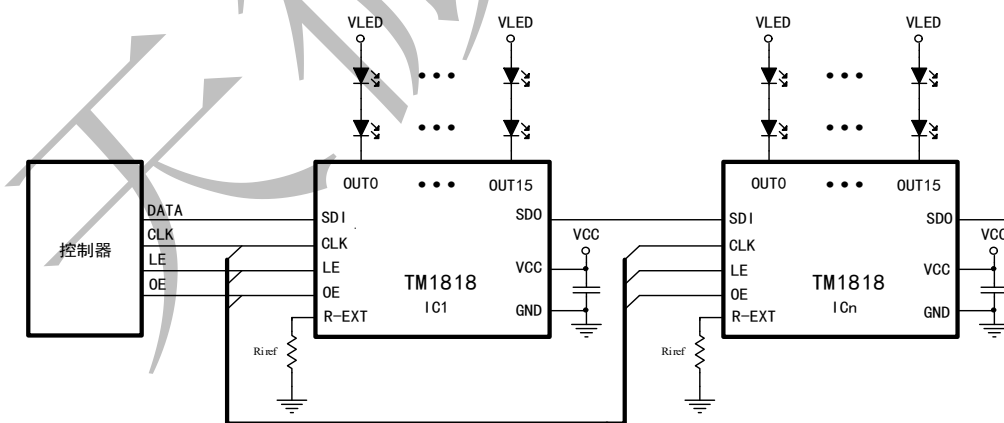 VLED
VLED
VLED
VLED
OUT0
OUT15
OUT0
OUT15
控制器
DATA
CLK
LE
OE
SDI
CLK
LE
OE
R-EXT
SDO
VCC
GND
VCC
TM1818
IC1
Riref
SDI
CLK
LE
OE
R-EXT
SDO
VCC
GND
VCC
TM1818
ICn
Riref